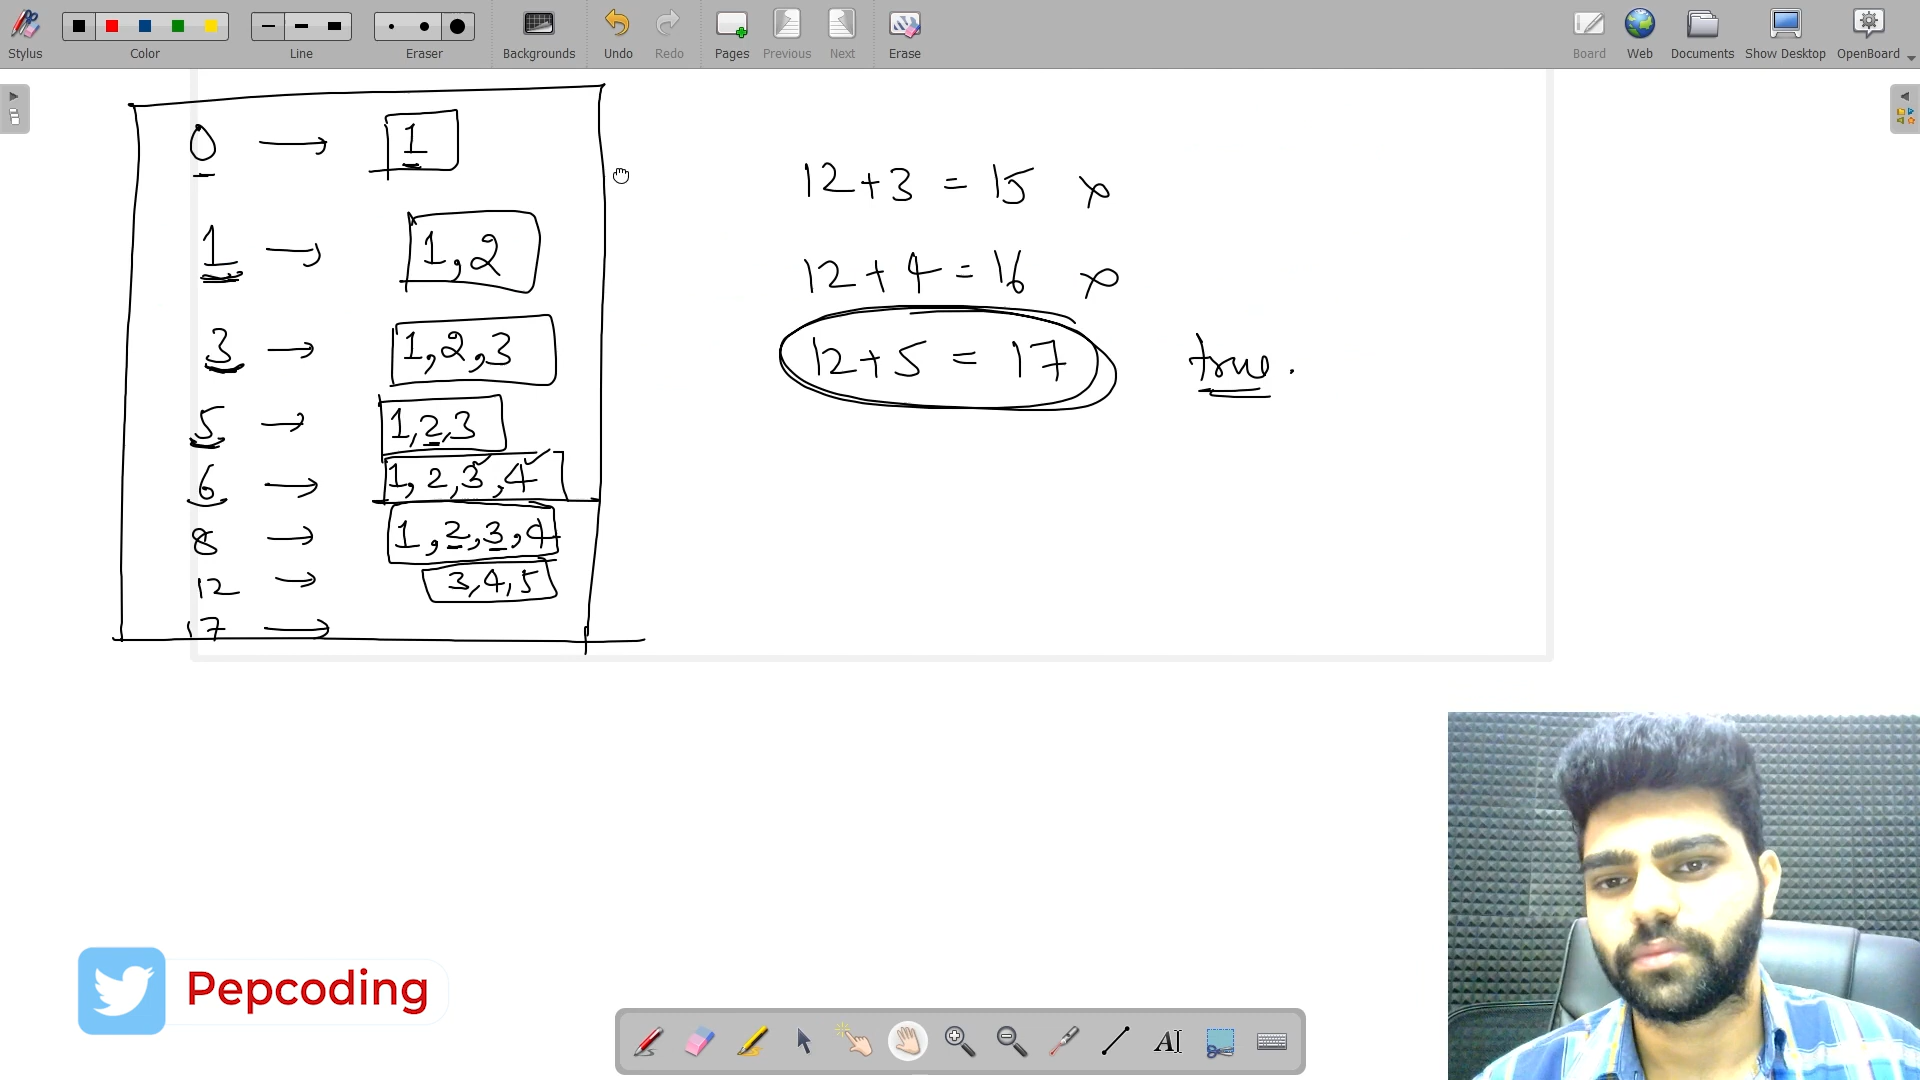 Stylus Color Line Eraser Backgrounds Undo Redo Pages Previous Next Erase Board Web Documents Show Desktop OpenBoard
0 → 1
1 → 1,2
3 → 1,2,3
5 → 1,2,3
6 → 1,2,3,4
8 → 1,2,3,4
12 → 3,4,5
17 →
12+3 = 15 x
12+4 = 16 x
12+5 = 17 true.
Pepcoding
AI